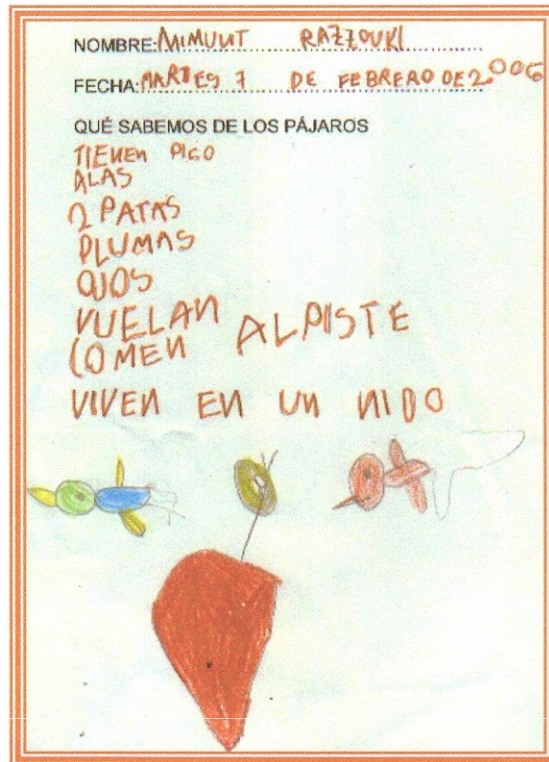 NOMBRE: MIMUNT RAZZOUKI
FECHA: MARTES 7 DE FEBRERO DE 2006
QUÉ SABEMOS DE LOS PÁJAROS
TIENEN PICO
ALAS
2 PATAS
PLUMAS
OJOS
VUELAN
COMEN ALPISTE
VIVEN EN UN NIDO